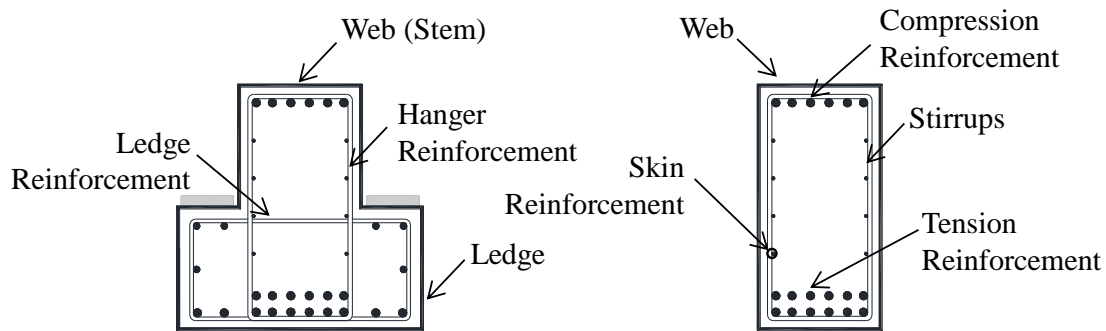 Web (Stem)
Hanger
Reinforcement
Ledge
Reinforcement
Ledge
Web
Compression
Reinforcement
Stirrups
Skin
Reinforcement
Tension
Reinforcement